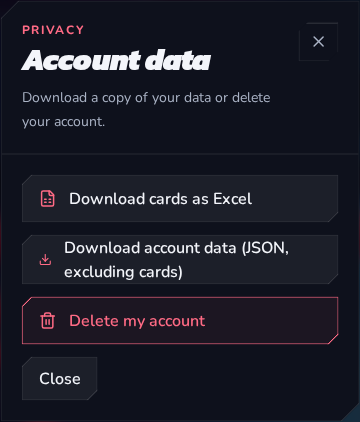 PRIVACY
Account data
Download a copy of your data or delete
your account.
Download cards as Excel
Download account data (JSON,
excluding cards)
Delete my account
Close